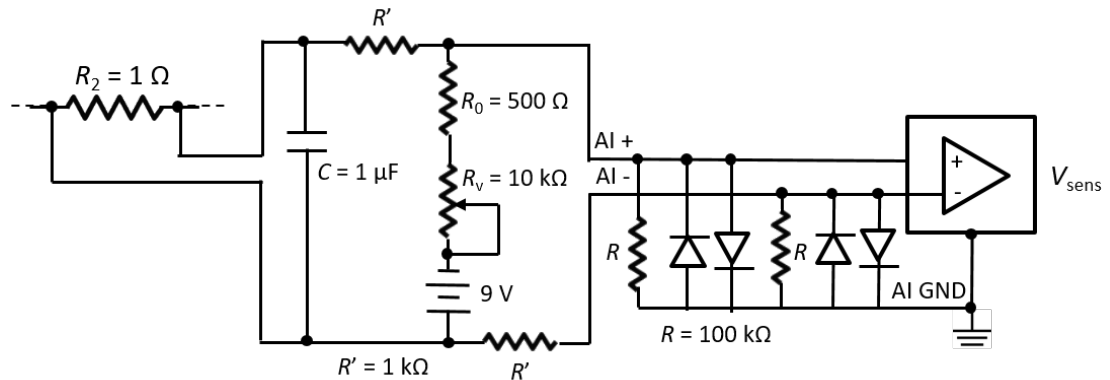 R’
R₂ = 1 Ω
R₀ = 500 Ω
C = 1 µF
Rᵥ = 10 kΩ
AI +
AI -
+
-
Vsens
R
R
9 V
AI GND
R = 100 kΩ
R’ = 1 kΩ
R’